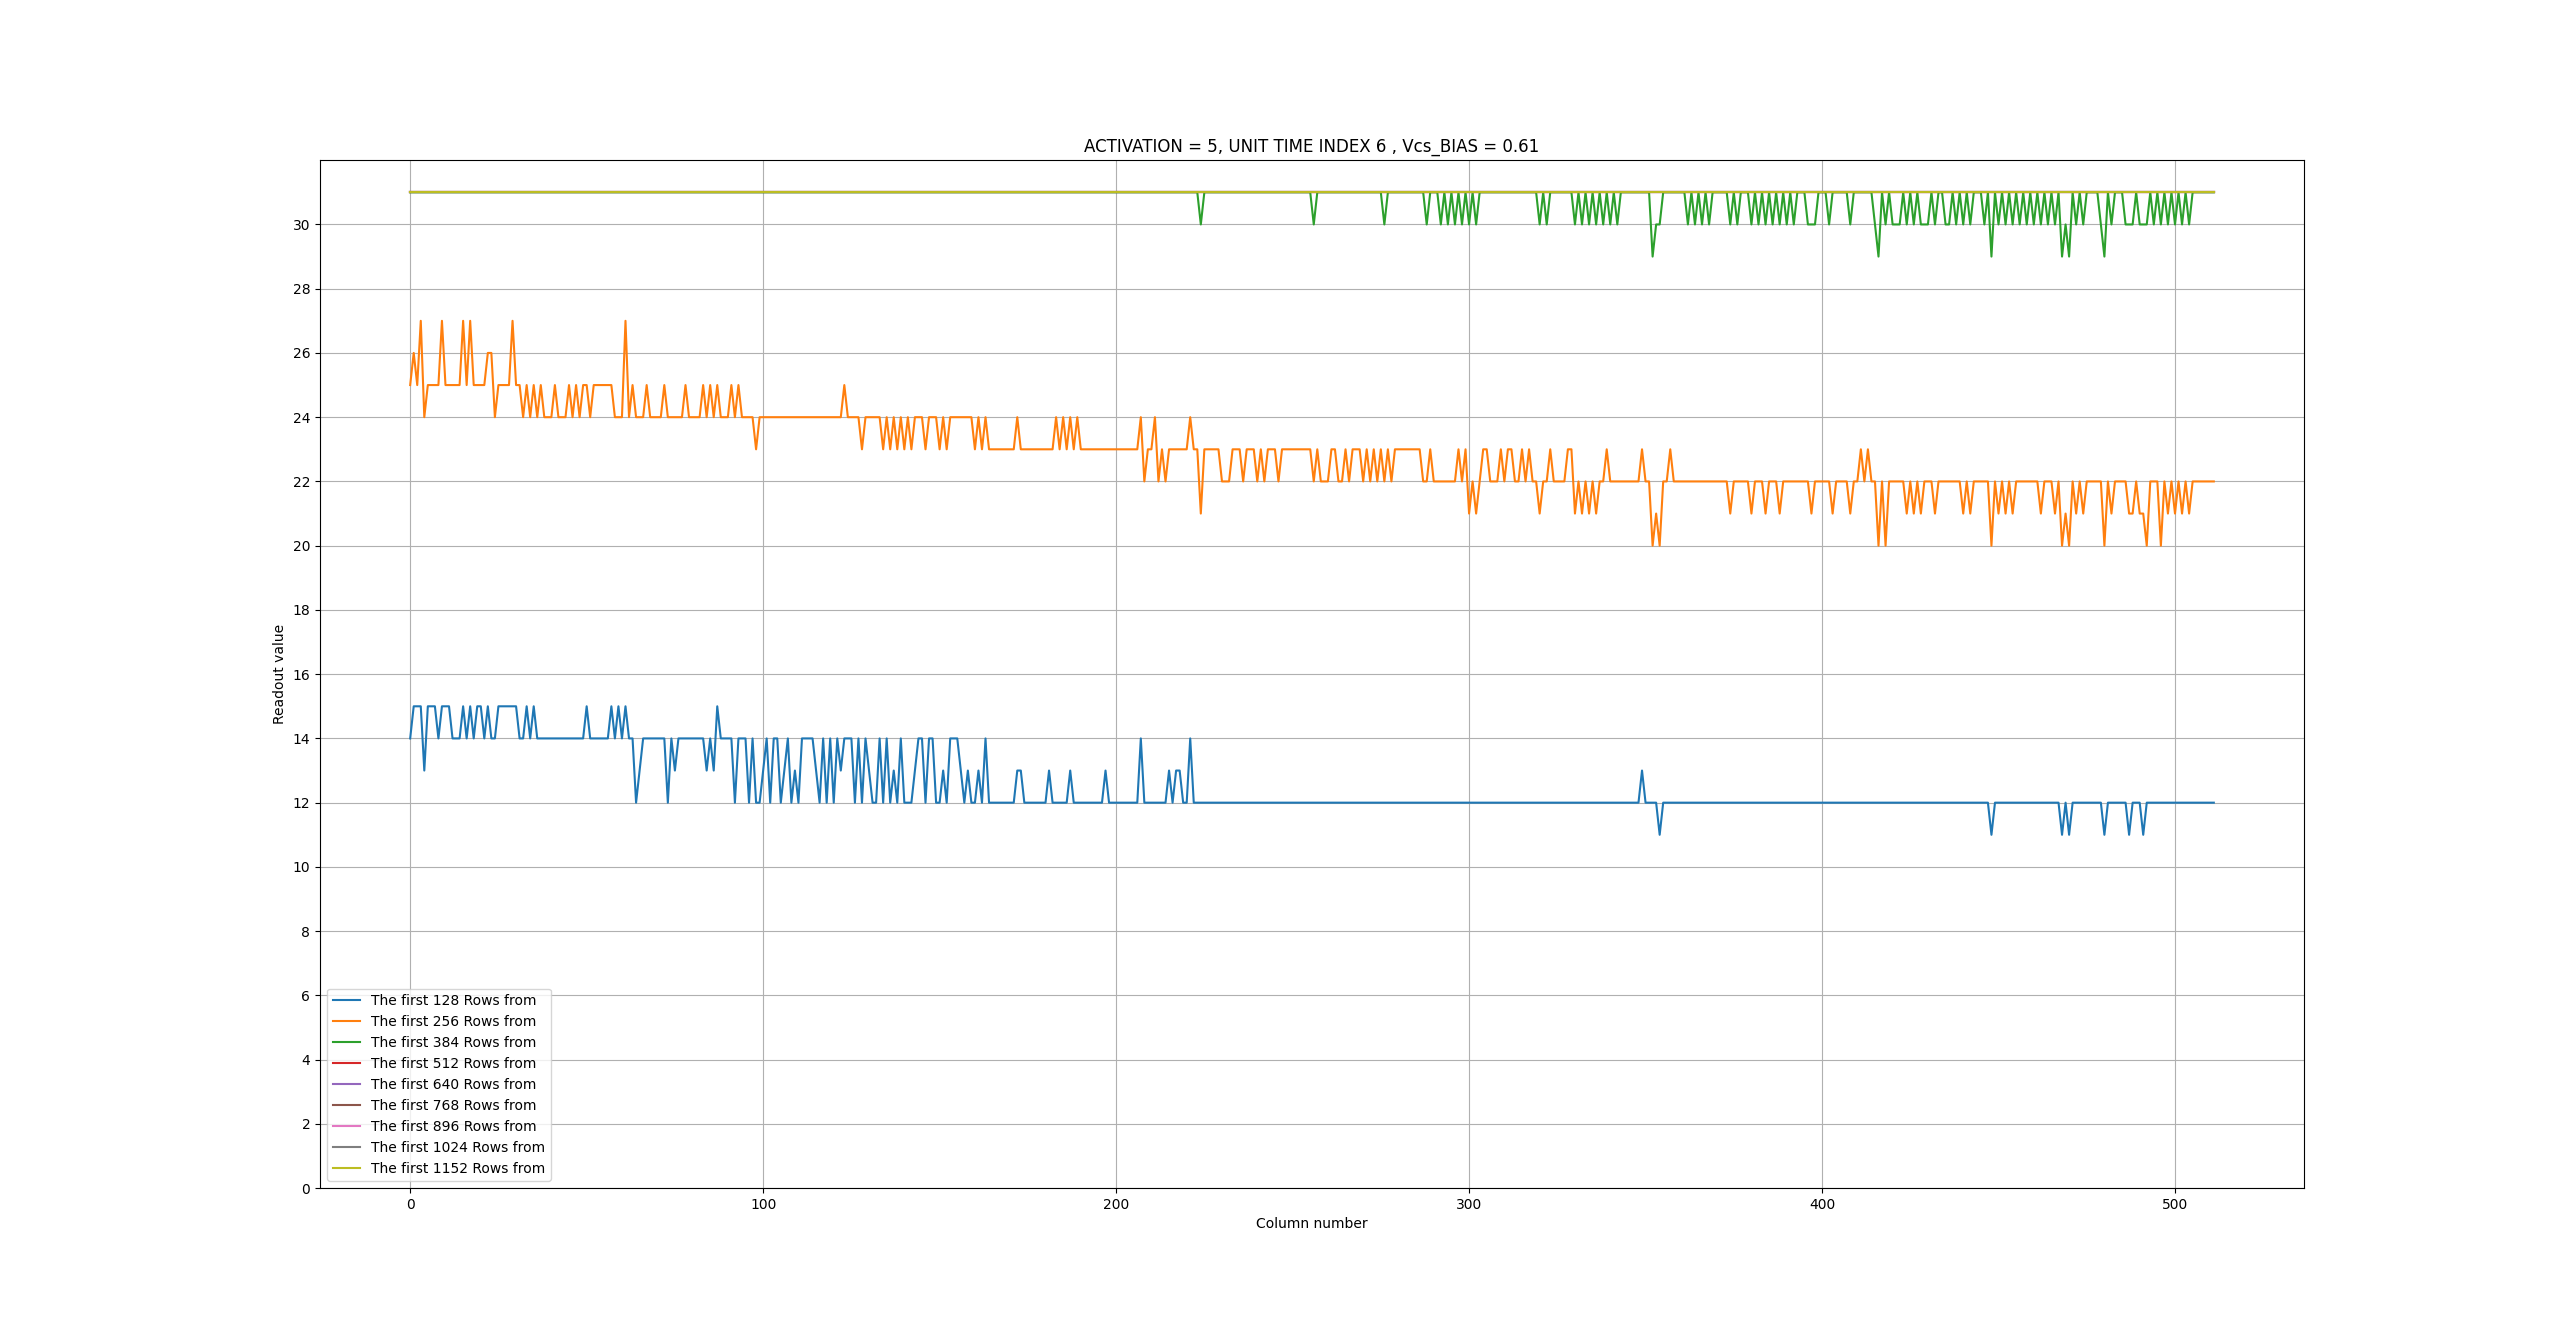 ACTIVATION = 5, UNIT TIME INDEX 6 , Vcs_BIAS = 0.61
30
28
26
24
22
20
18
16
14
12
10
8
6
4
2
0
Readout value
The first 128 Rows from
The first 256 Rows from
The first 384 Rows from
The first 512 Rows from
The first 640 Rows from
The first 768 Rows from
The first 896 Rows from
The first 1024 Rows from
The first 1152 Rows from
0 100 200 300 400 500
Column number